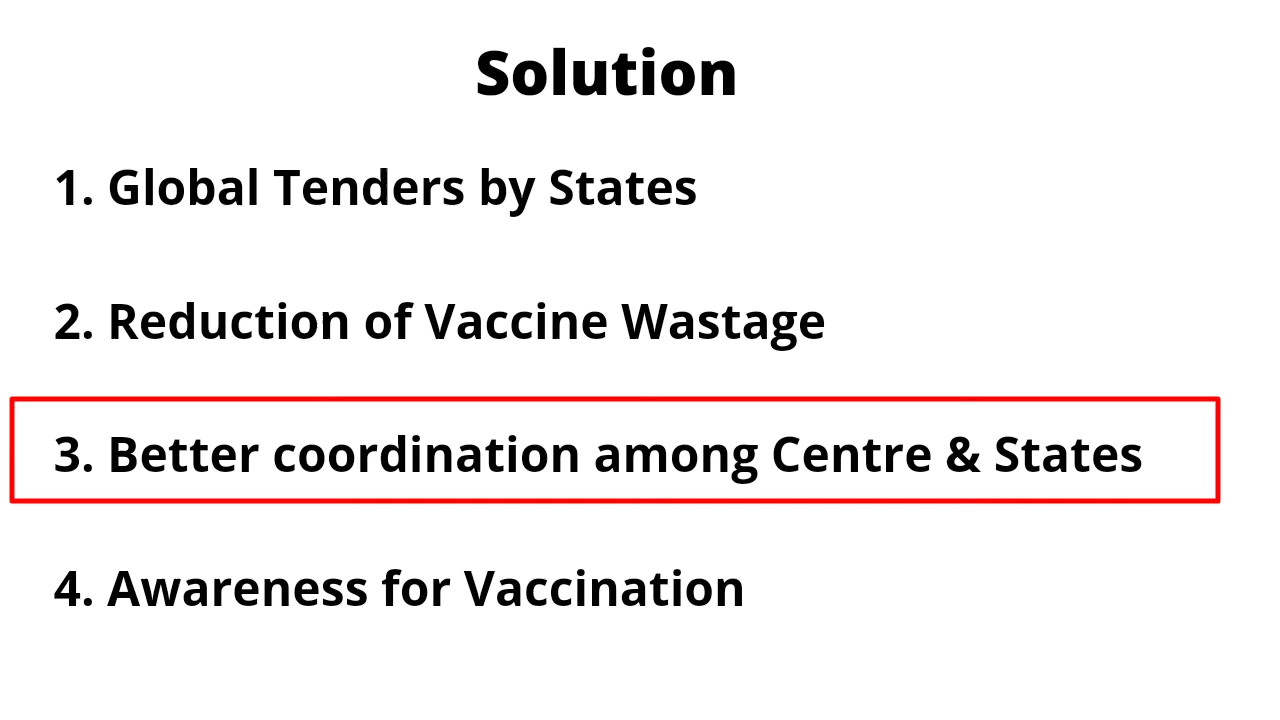 Solution
1. Global Tenders by States
2. Reduction of Vaccine Wastage
3. Better coordination among Centre & States
4. Awareness for Vaccination